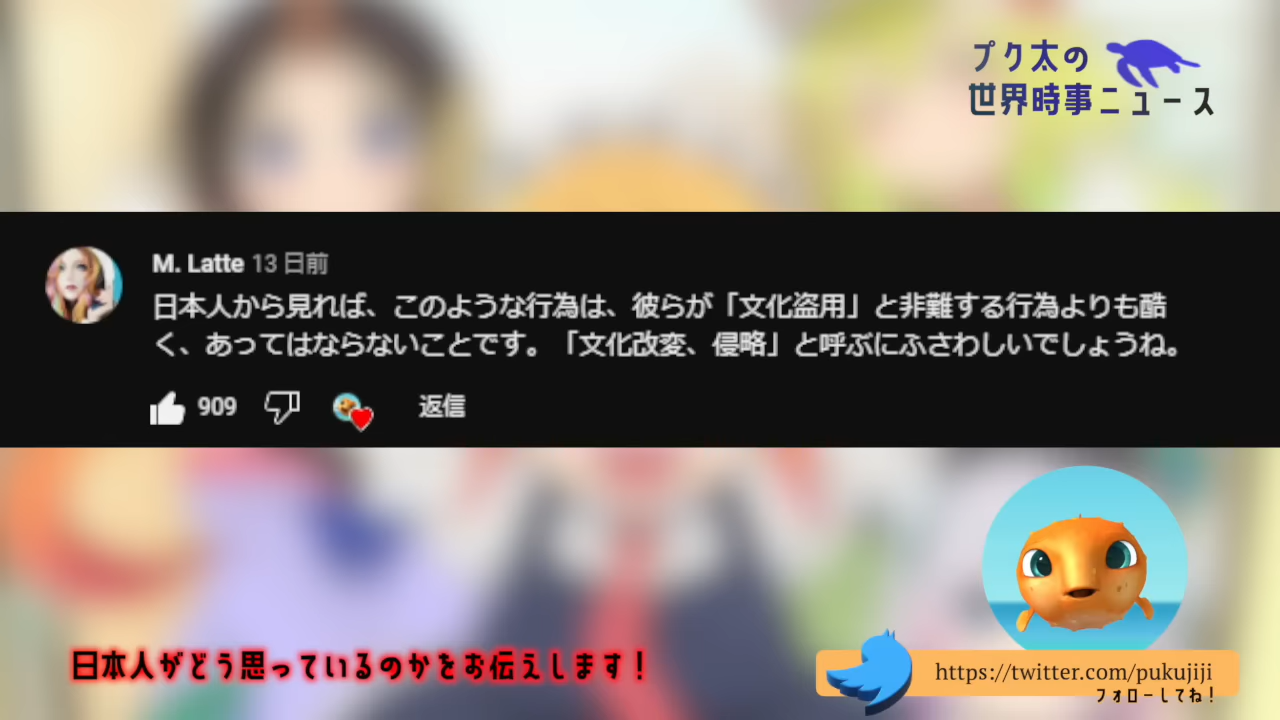 プク太の
世界時事ニュース
M. Latte 13 日前
日本人から見れば、このような行為は、彼らが「文化盗用」と非難する行為よりも酷
く、あってはならないことです。「文化改変、侵略」と呼ぶにふさわしいでしょうね。
909
返信
日本人がどう思っているのかをお伝えします!
https://twitter.com/pukujiji
フォローしてね!